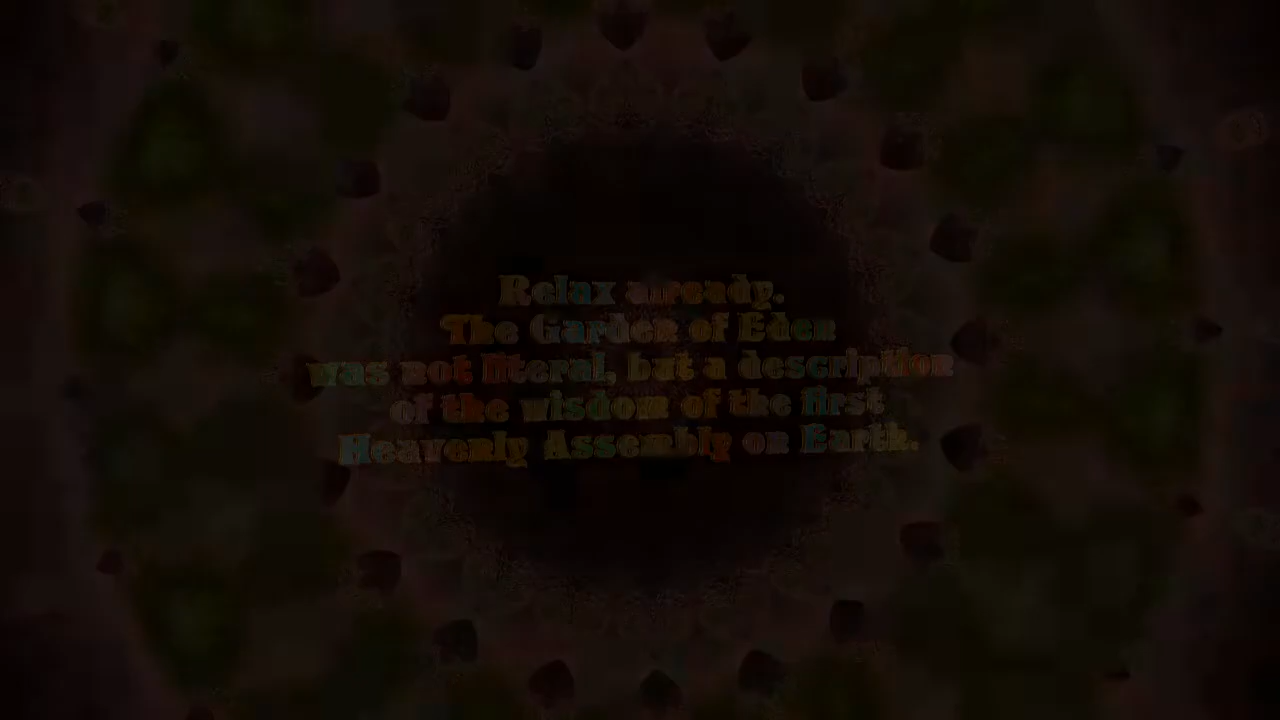 Relax already.
The Garden of Eden
was not literal, but a description
of the wisdom of the first
Heavenly Assembly on Earth.